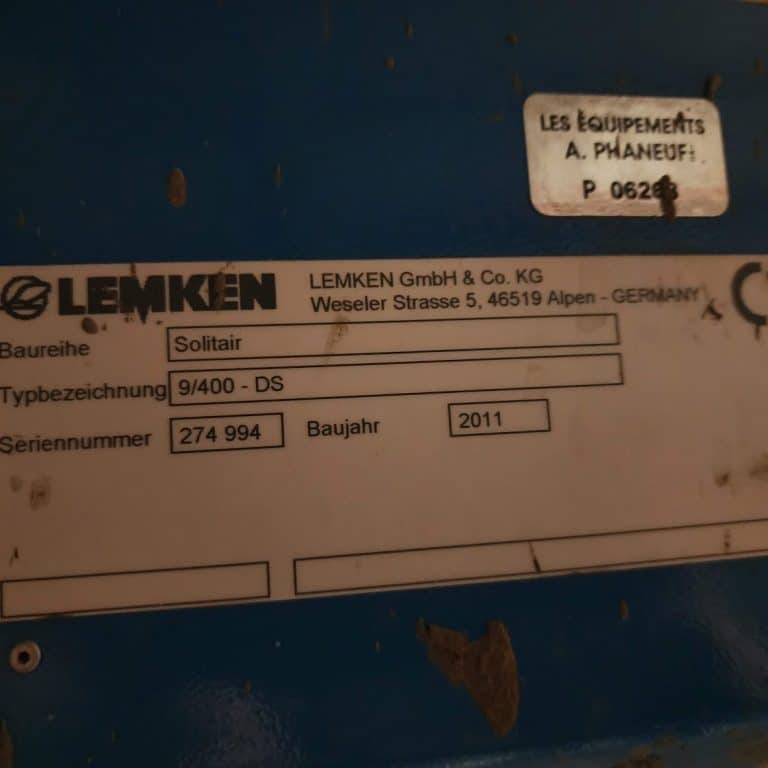 LES ÉQUIPEMENTS
A. PHANEUF
P
LEMKEN
LEMKEN GmbH & Co. KG
Weseler Strasse 5, 46519 Alpen - GERMANY
Baureihe Solitair
Typbezeichnung 9/400 - DS
Seriennummer 274 994 Baujahr 2011